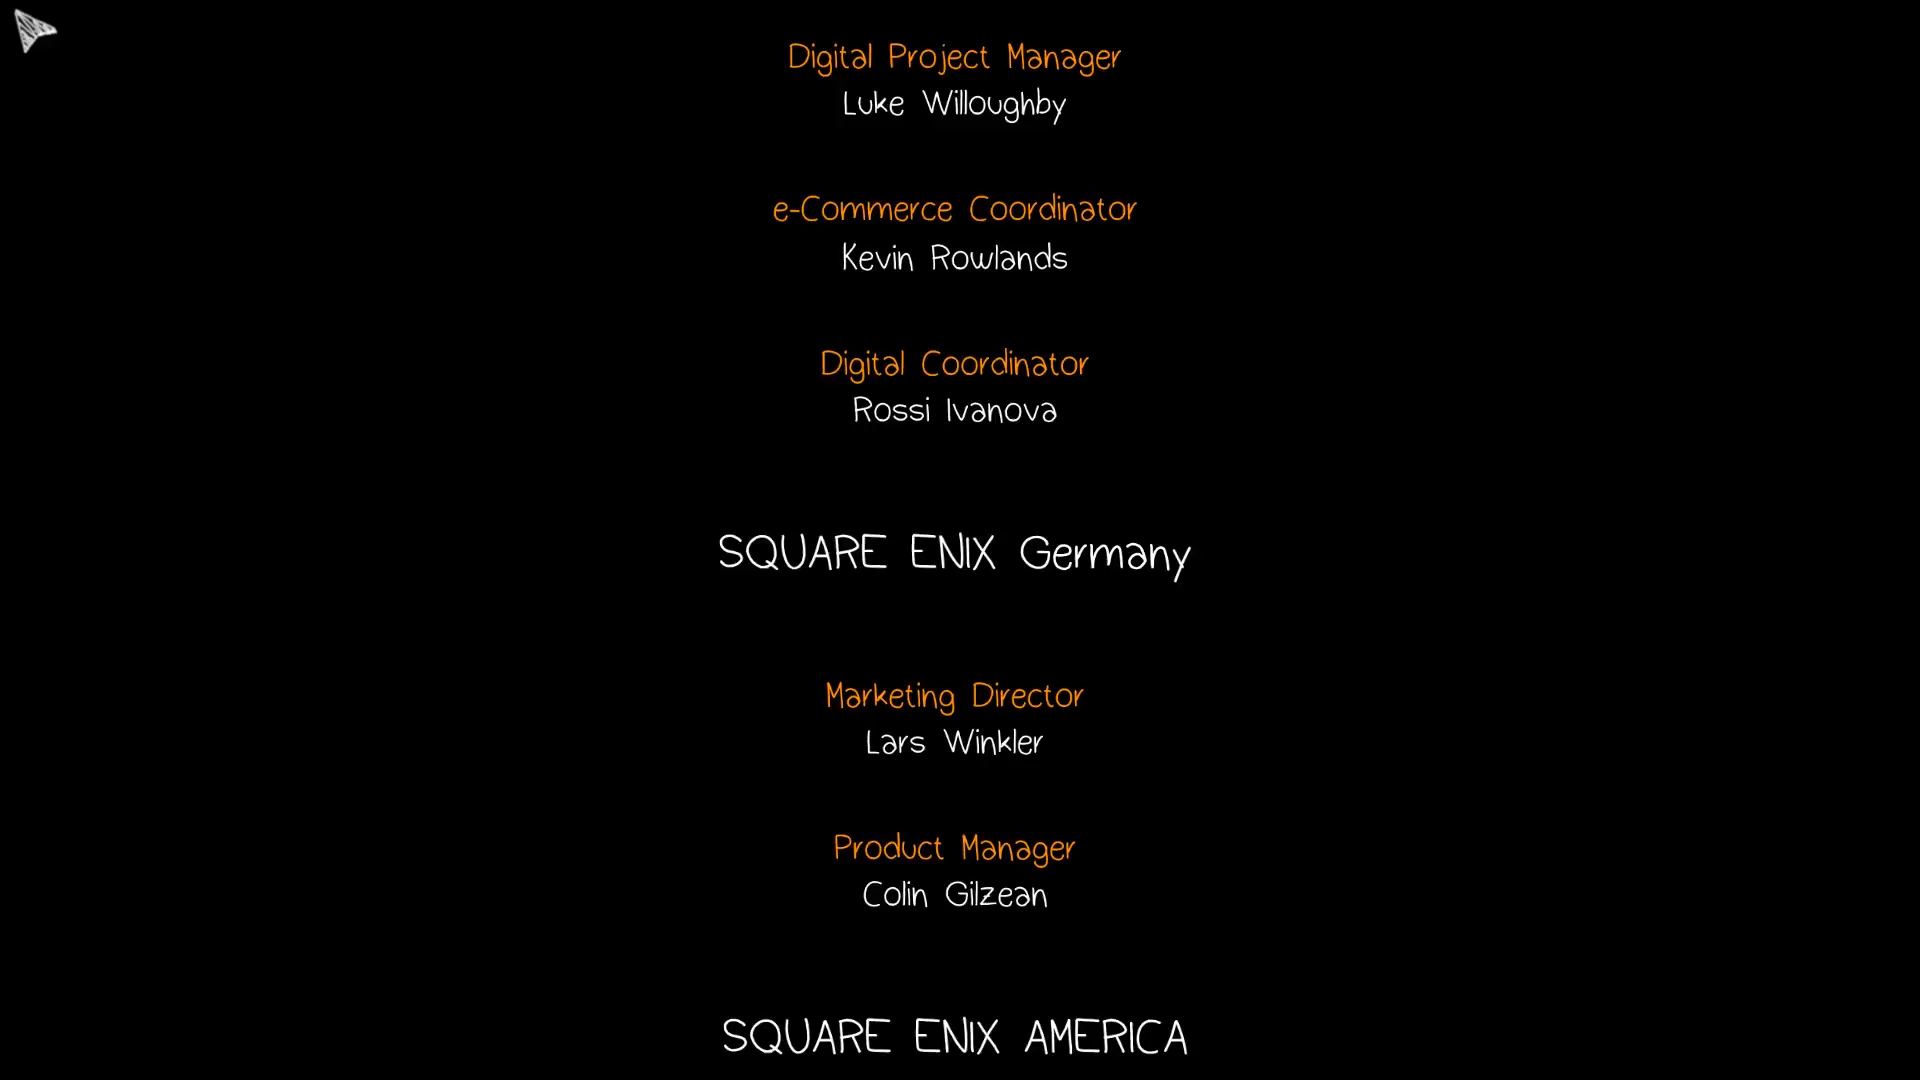 Digital Project Manager
Luke Willoughby
e-Commerce Coordinator
Kevin Rowlands
Digital Coordinator
Rossi Ivanova
SQUARE ENIX Germany
Marketing Director
Lars Winkler
Product Manager
Colin Gilzean
SQUARE ENIX AMERICA